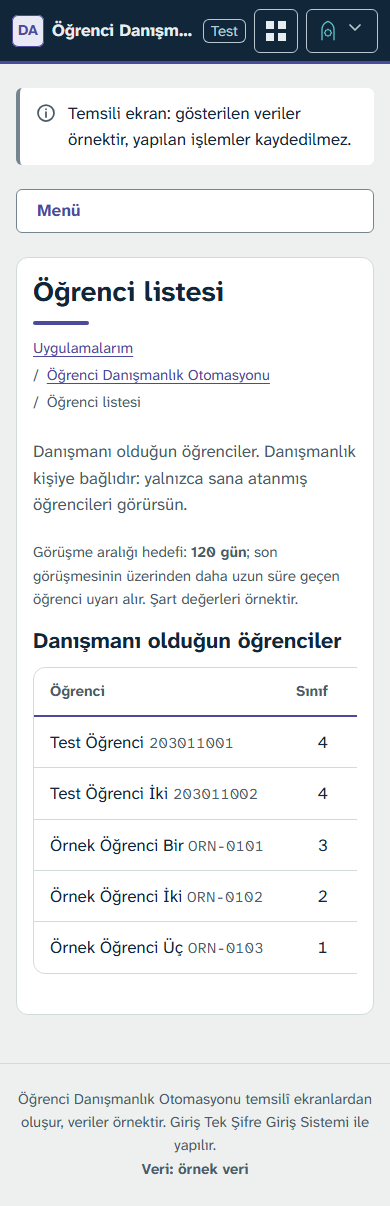 DA Öğrenci Danışm... Test
Temsili ekran: gösterilen veriler
örnektir, yapılan işlemler kaydedilmez.
Menü
Öğrenci listesi
Uygulamalarım
/ Öğrenci Danışmanlık Otomasyonu
/ Öğrenci listesi
Danışmanı olduğun öğrenciler. Danışmanlık
kişiye bağlıdır: yalnızca sana atanmış
öğrencileri görürsün.
Görüşme aralığı hedefi: 120 gün; son
görüşmesinin üzerinden daha uzun süre geçen
öğrenci uyarı alır. Şart değerleri örnektir.
Danışmanı olduğun öğrenciler
Öğrenci Sınıf
Test Öğrenci 203011001 4
Test Öğrenci İki 203011002 4
Örnek Öğrenci Bir ORN-0101 3
Örnek Öğrenci İki ORN-0102 2
Örnek Öğrenci Üç ORN-0103 1
Öğrenci Danışmanlık Otomasyonu temsilî ekranlardan
oluşur, veriler örnektir. Giriş Tek Şifre Giriş Sistemi ile
yapılır.
Veri: örnek veri